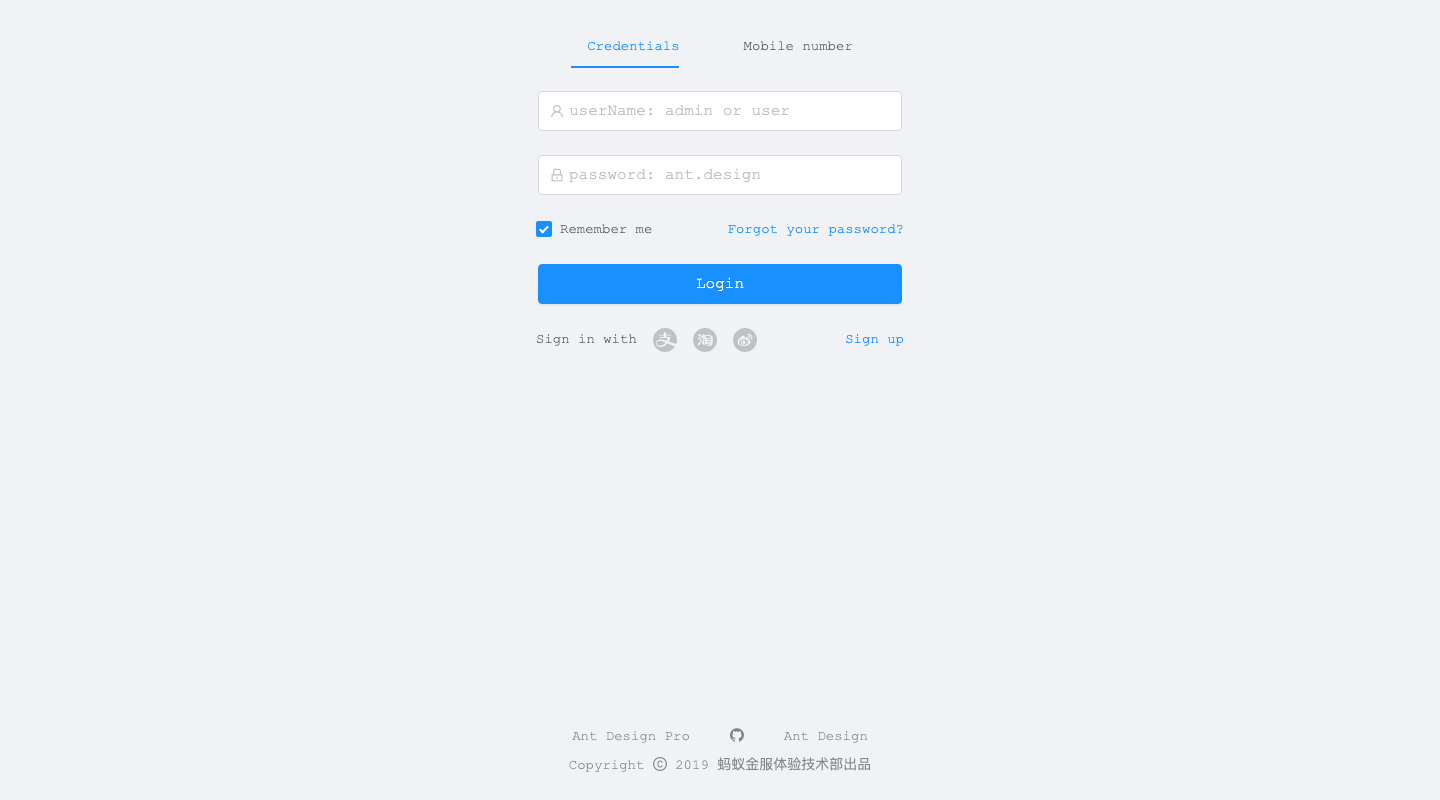 Credentials Mobile number
userName: admin or user
password: ant.design
Remember me Forgot your password?
Login
Sign in with 支 淘 Sign up
Ant Design Pro Ant Design
Copyright © 2019 蚂蚁金服体验技术部出品